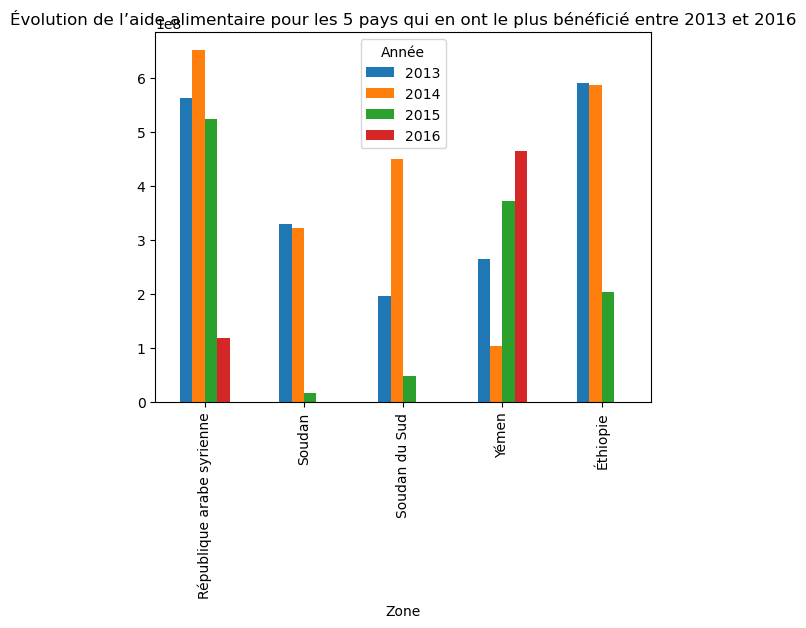 Évolution de l’aide alimentaire pour les 5 pays qui en ont le plus bénéficié entre 2013 et 2016
1e8
Année
2013
2014
2015
2016
6
5
4
3
2
1
0
République arabe syrienne
Soudan
Soudan du Sud
Yémen
Éthiopie
Zone